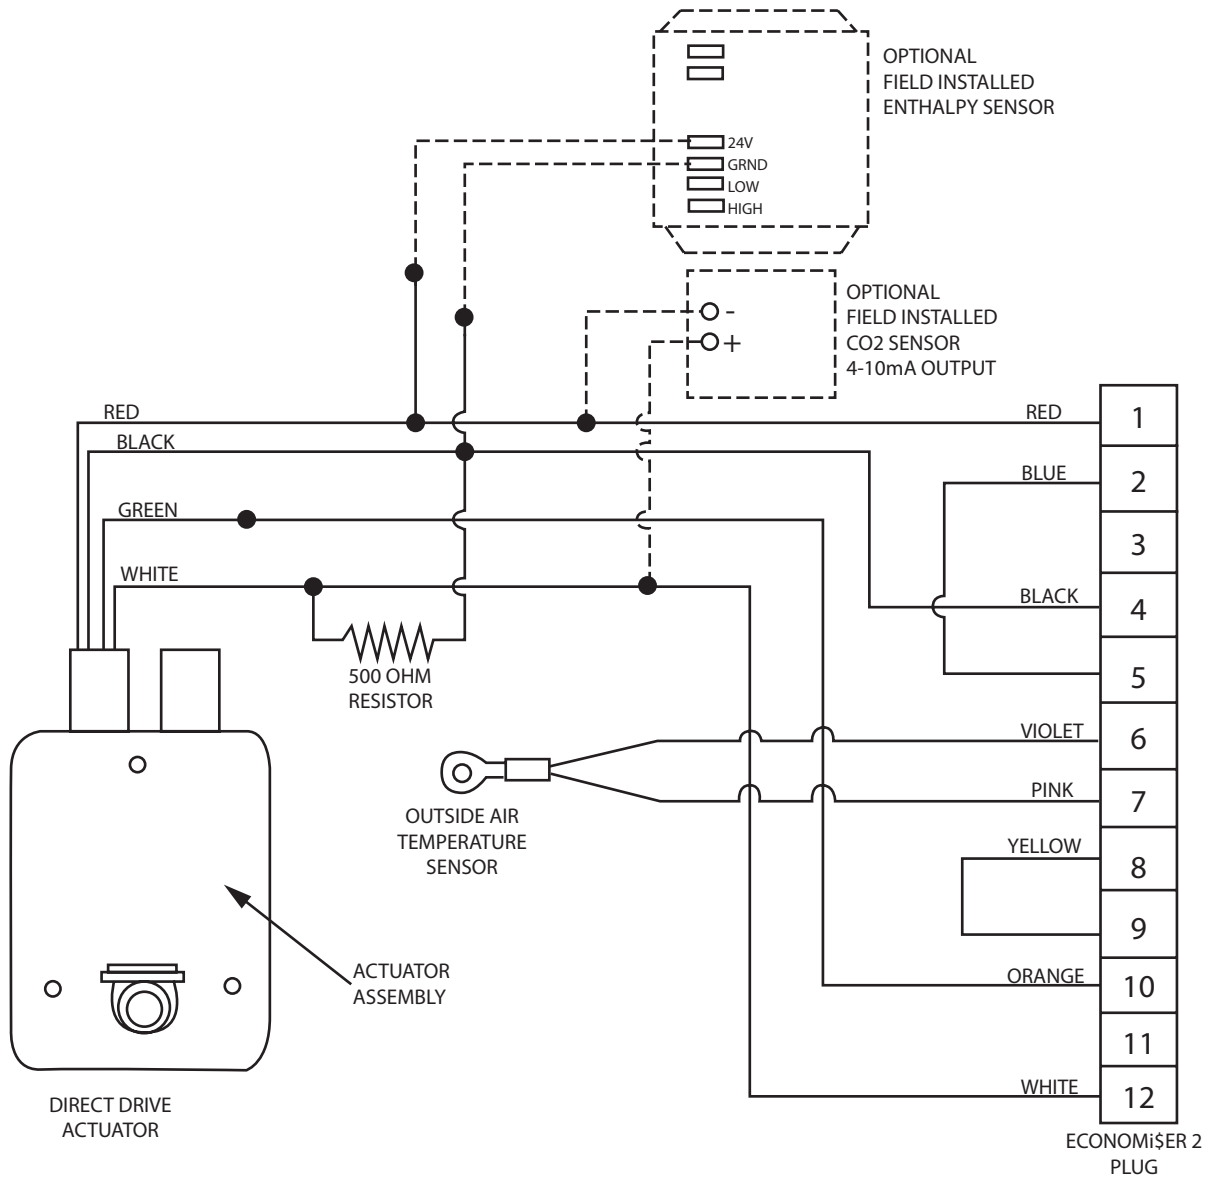 OPTIONAL
FIELD INSTALLED
ENTHALPY SENSOR
24V
GRND
LOW
HIGH
OPTIONAL
FIELD INSTALLED
CO2 SENSOR
4-10mA OUTPUT
-
+
RED
BLACK
GREEN
WHITE
500 OHM
RESISTOR
OUTSIDE AIR
TEMPERATURE
SENSOR
ACTUATOR
ASSEMBLY
DIRECT DRIVE
ACTUATOR
RED
1
BLUE
2
3
BLACK
4
5
VIOLET
6
PINK
7
YELLOW
8
9
ORANGE
10
11
WHITE
12
ECONOMi$ER 2
PLUG